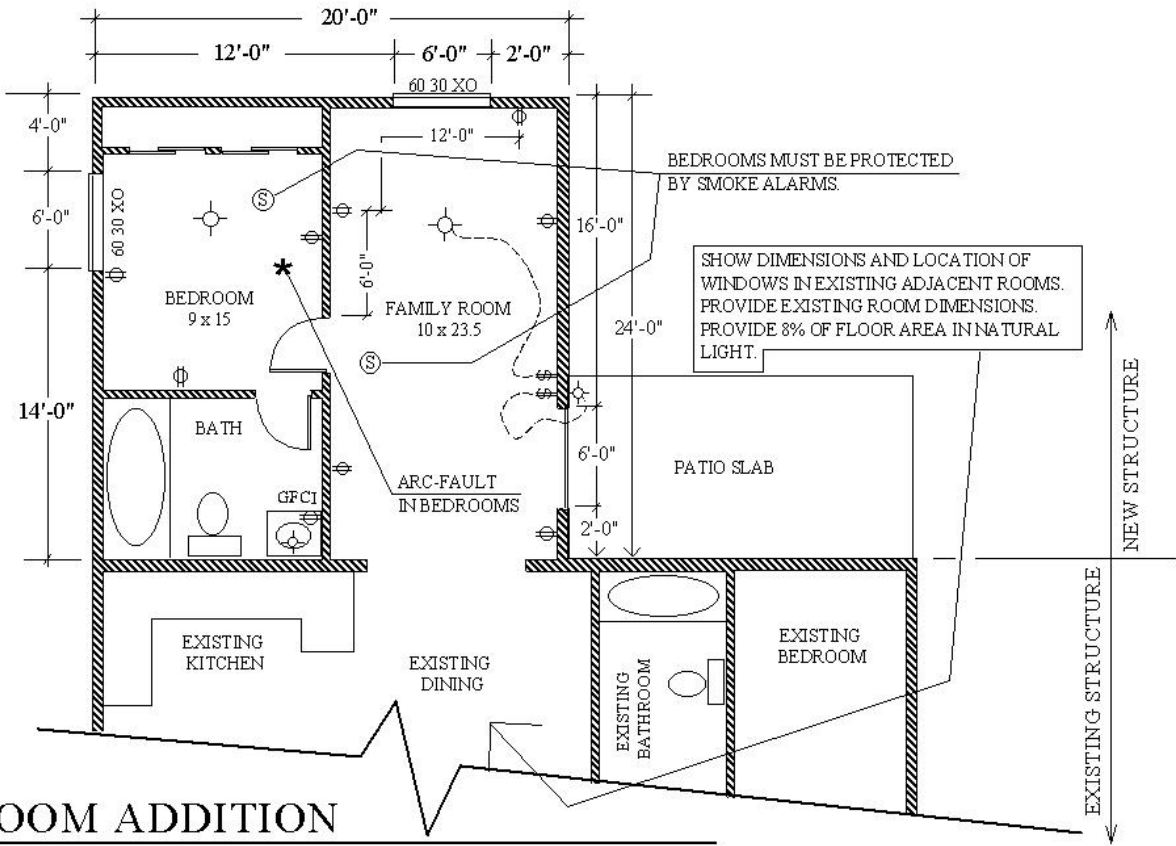 20'-0"
12'-0"
6'-0"
2'-0"
60 30 XO
4'-0"
12'-0"
BEDROOMS MUST BE PROTECTED
BY SMOKE ALARMS.
S
6'-0"
60 30 XO
16'-0"
6'-0"
*
SHOW DIMENSIONS AND LOCATION OF
WINDOWS IN EXISTING ADJACENT ROOMS.
PROVIDE EXISTING ROOM DIMENSIONS.
PROVIDE 8% OF FLOOR AREA IN NATURAL
LIGHT.
BEDROOM
9 x 15
FAMILY ROOM
10 x 23.5
24'-0"
S
S
S
14'-0"
BATH
6'-0"
PATIO SLAB
ARC-FAULT
IN BEDROOMS
GFCI
2'-0"
NEW STRUCTURE
EXISTING
KITCHEN
EXISTING
DINING
EXISTING
BATHROOM
EXISTING
BEDROOM
EXISTING STRUCTURE
OOM ADDITION